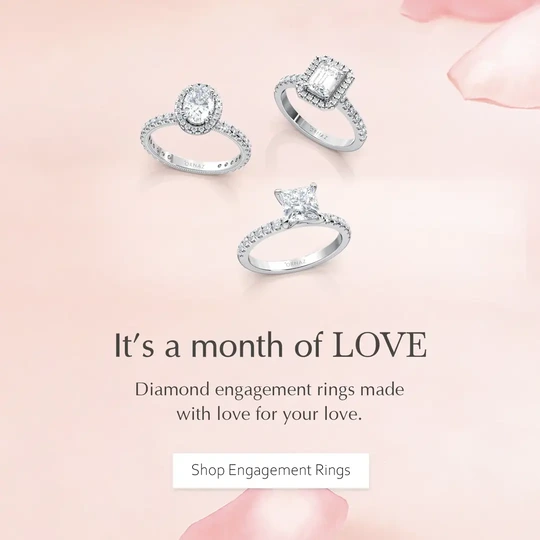 It's a month of LOVE
Diamond engagement rings made
with love for your love.
Shop Engagement Rings